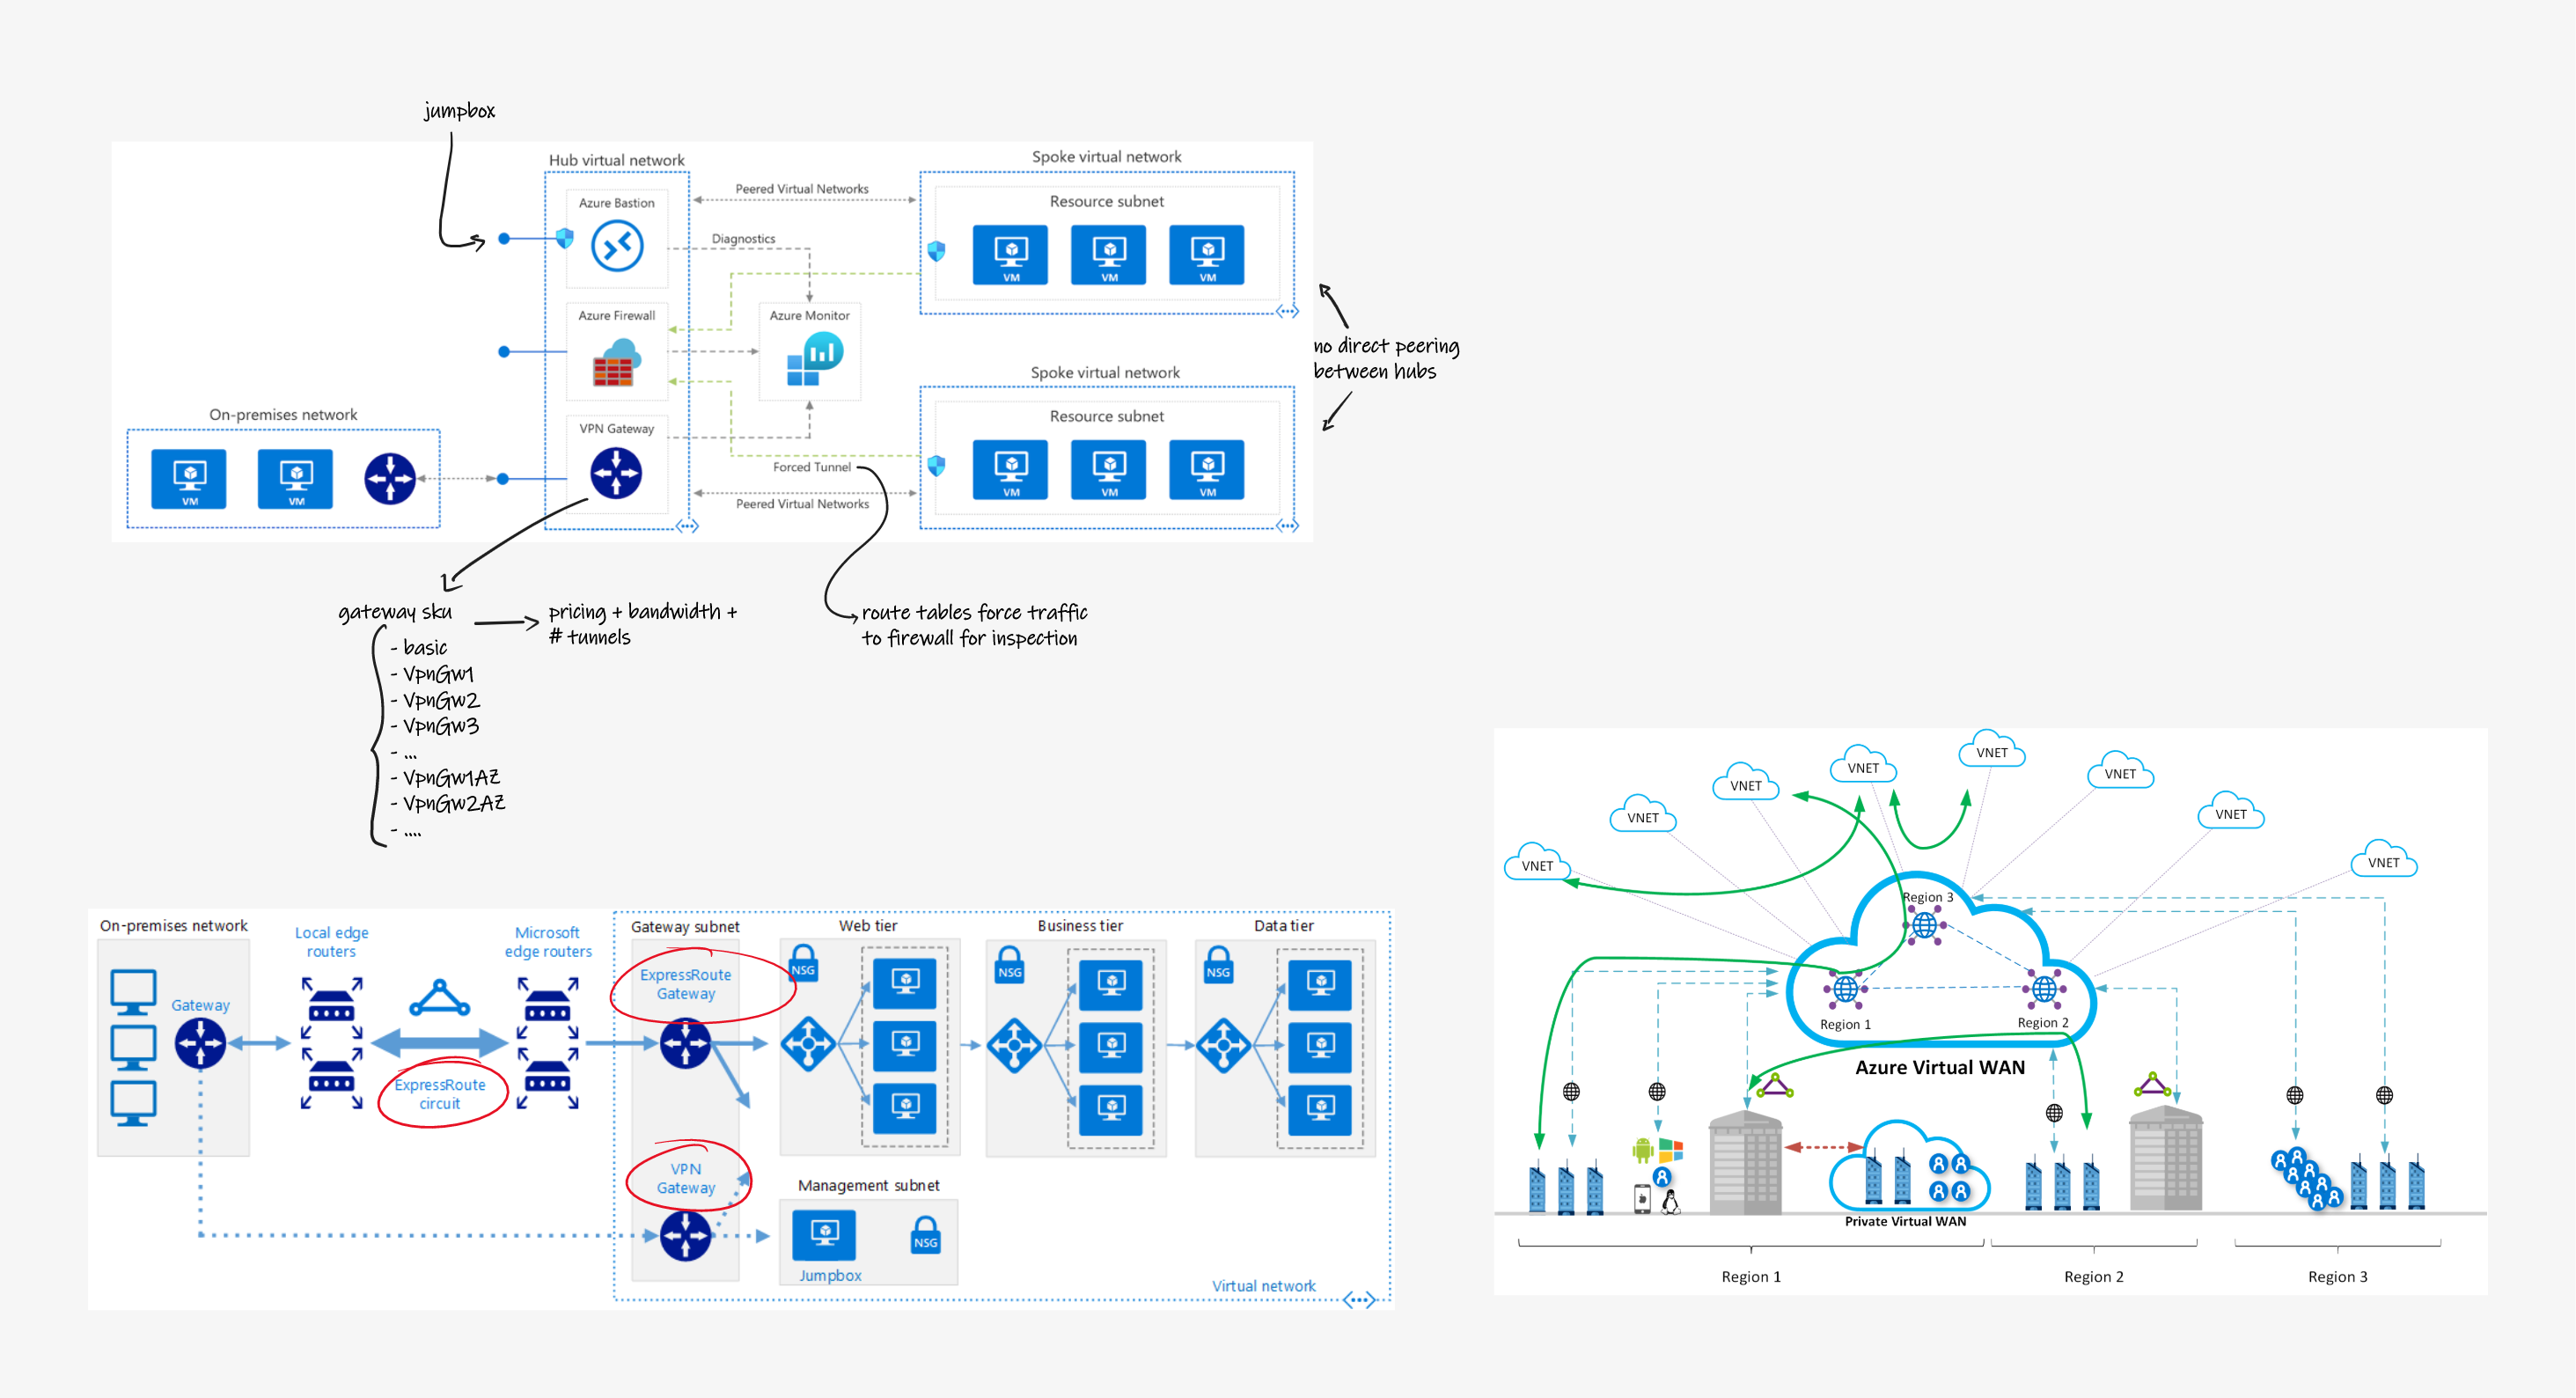 jumpbox
Hub virtual network
Spoke virtual network
Azure Bastion
Peered Virtual Networks
Resource subnet
Diagnostics
VM
VM
VM
Azure Firewall
Azure Monitor
no direct peering
between hubs
Spoke virtual network
On-premises network
VPN Gateway
Resource subnet
VM
VM
Forced Tunnel
Peered Virtual Networks
VM
VM
VM
gateway sku
pricing + bandwidth +
# tunnels
route tables force traffic
to firewall for inspection
- basic
- VpnGw1
- VpnGw2
- VpnGw3
- ...
- VpnGw1AZ
- VpnGw2AZ
- ....
On-premises network
Local edge
routers
Microsoft
edge routers
Gateway subnet
Web tier
Business tier
Data tier
Gateway
ExpressRoute
Gateway
NSG
NSG
NSG
ExpressRoute
circuit
VPN
Gateway
Management subnet
NSG
Jumpbox
Virtual network
VNET
VNET
VNET
VNET
VNET
VNET
VNET
VNET
Region 3
Region 1
Region 2
Azure Virtual WAN
Private Virtual WAN
Region 1
Region 2
Region 3